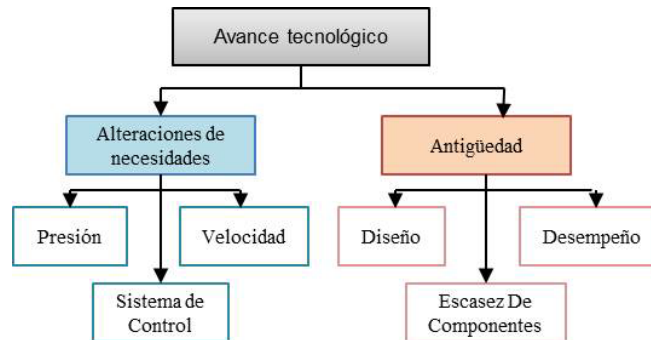 Avance tecnológico
Alteraciones de
necesidades
Antigüedad
Presión
Velocidad
Diseño
Desempeño
Sistema de
Control
Escasez De
Componentes